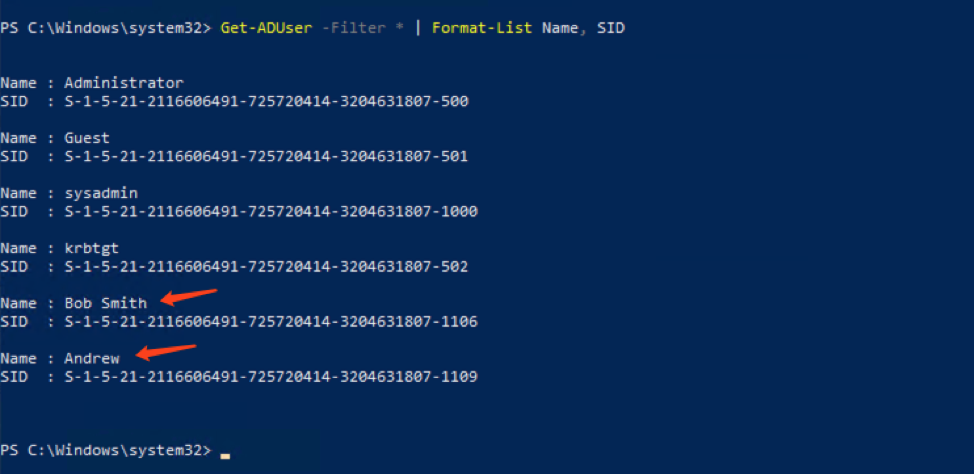 PS C:\Windows\system32> Get-ADUser -Filter * | Format-List Name, SID
Name : Administrator
SID  : S-1-5-21-2116606491-725720414-3204631807-500
Name : Guest
SID  : S-1-5-21-2116606491-725720414-3204631807-501
Name : sysadmin
SID  : S-1-5-21-2116606491-725720414-3204631807-1000
Name : krbtgt
SID  : S-1-5-21-2116606491-725720414-3204631807-502
Name : Bob Smith
SID  : S-1-5-21-2116606491-725720414-3204631807-1106
Name : Andrew
SID  : S-1-5-21-2116606491-725720414-3204631807-1109
PS C:\Windows\system32>